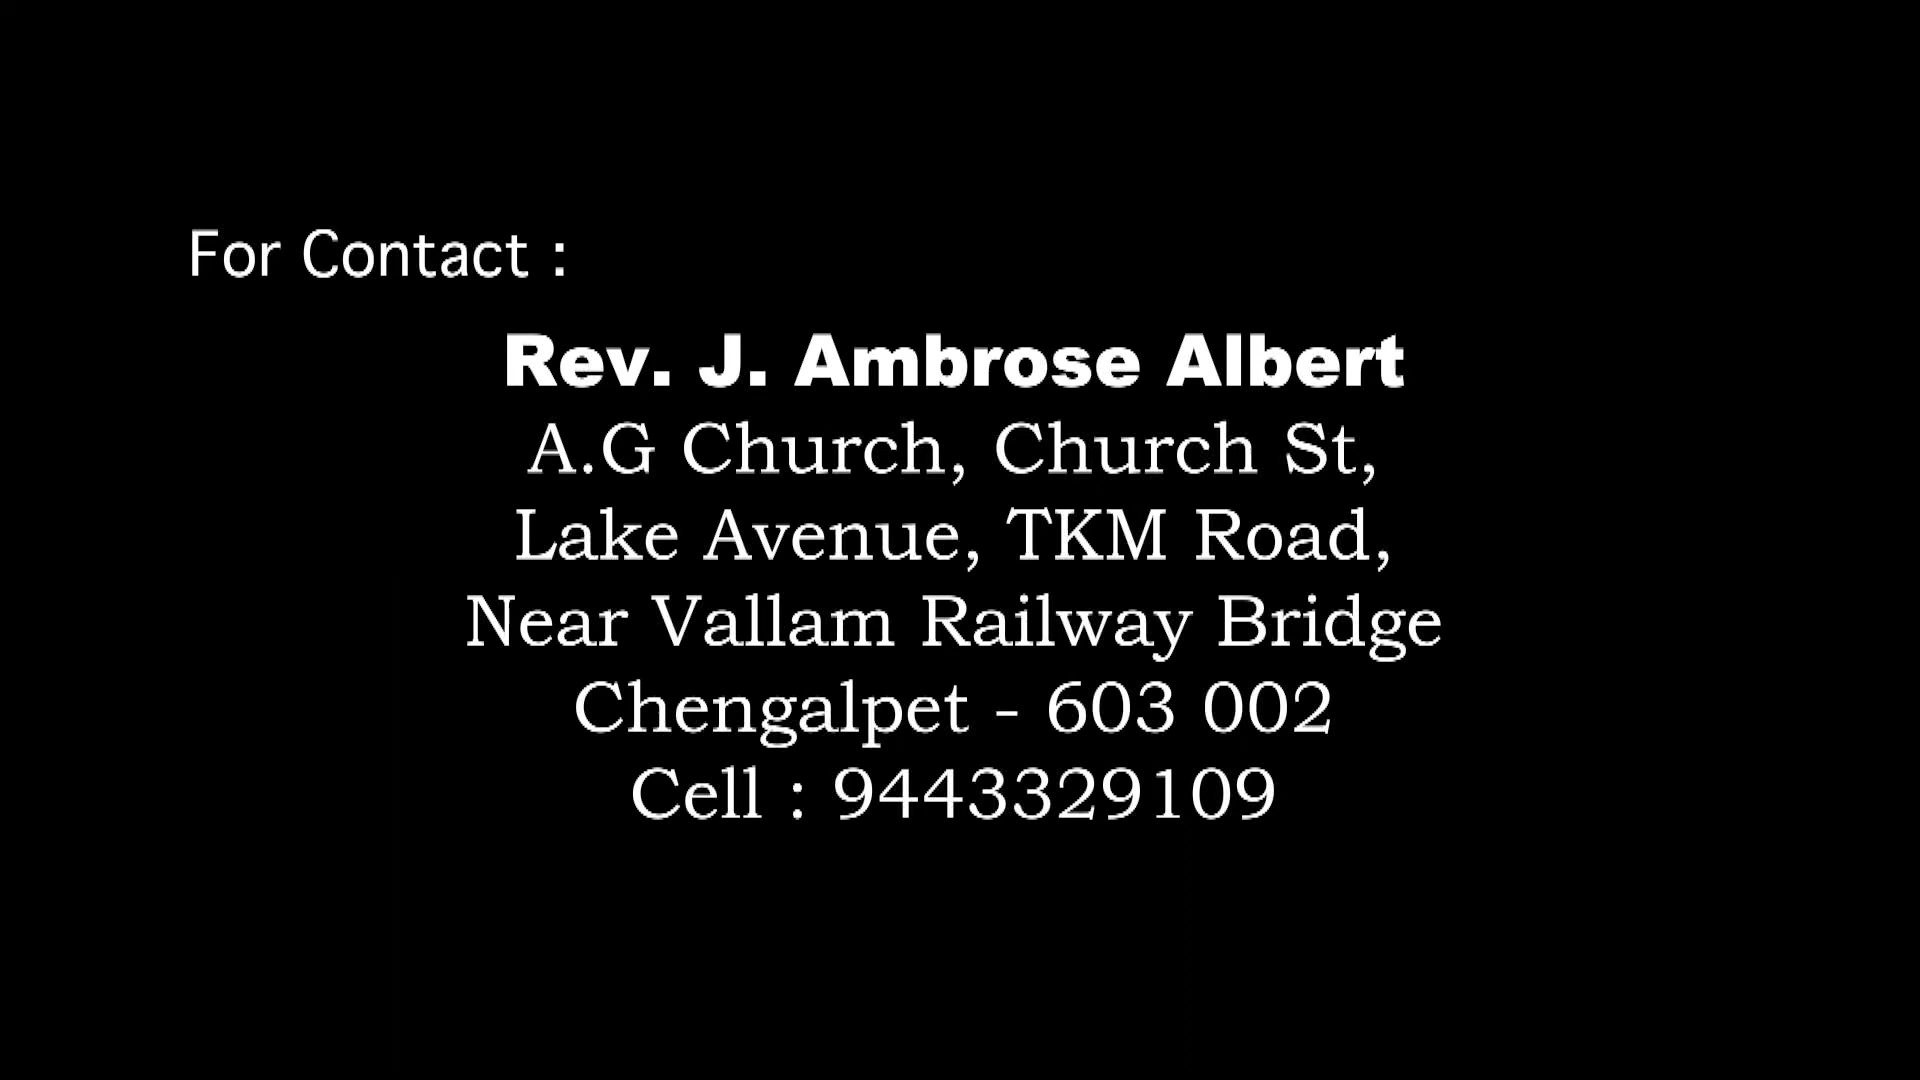 For Contact :
Rev. J. Ambrose Albert
A.G Church, Church St,
Lake Avenue, TKM Road,
Near Vallam Railway Bridge
Chengalpet - 603 002
Cell : 9443329109